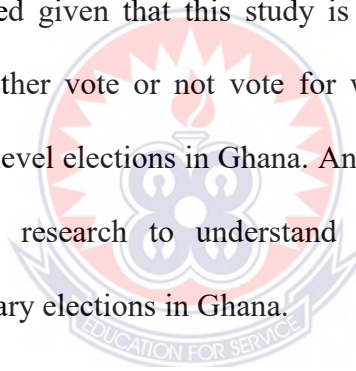 ed given that this study is
ther vote or not vote for v
level elections in Ghana. An
research to understand
ary elections in Ghana.
EDUCATION FOR SERVICE